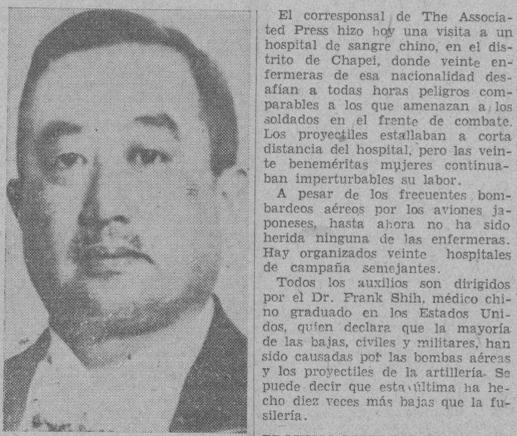 El corresponsal de The Associa-
ted Press hizo hoy una visita a un
hospital de sangre chino, en el dis-
trito de Chapei, donde veinte en-
fermeras de esa nacionalidad des-
afían a todas horas peligros com-
parables a los que amenazan a los
soldados en el frente de combate.
Los proyectiles estallaban a corta
distancia del hospital, pero las vein-
te beneméritas mujeres continua-
ban imperturbables su labor.
A pesar de los frecuentes bom-
bardeos aéreos por los aviones ja-
poneses, hasta ahora no ha sido
herida ninguna de las enfermeras.
Hay organizados veinte hospitales
de campaña semejantes.
Todos los auxilios son dirigidos
por el Dr. Frank Shih, médico chi-
no graduado en los Estados Uni-
dos, quien declara que la mayoría
de las bajas, civiles y militares, han
sido causadas por las bombas aéreas
y los proyectiles de la artillería. Se
puede decir que esta última ha he-
cho diez veces más bajas que la fu-
silería.